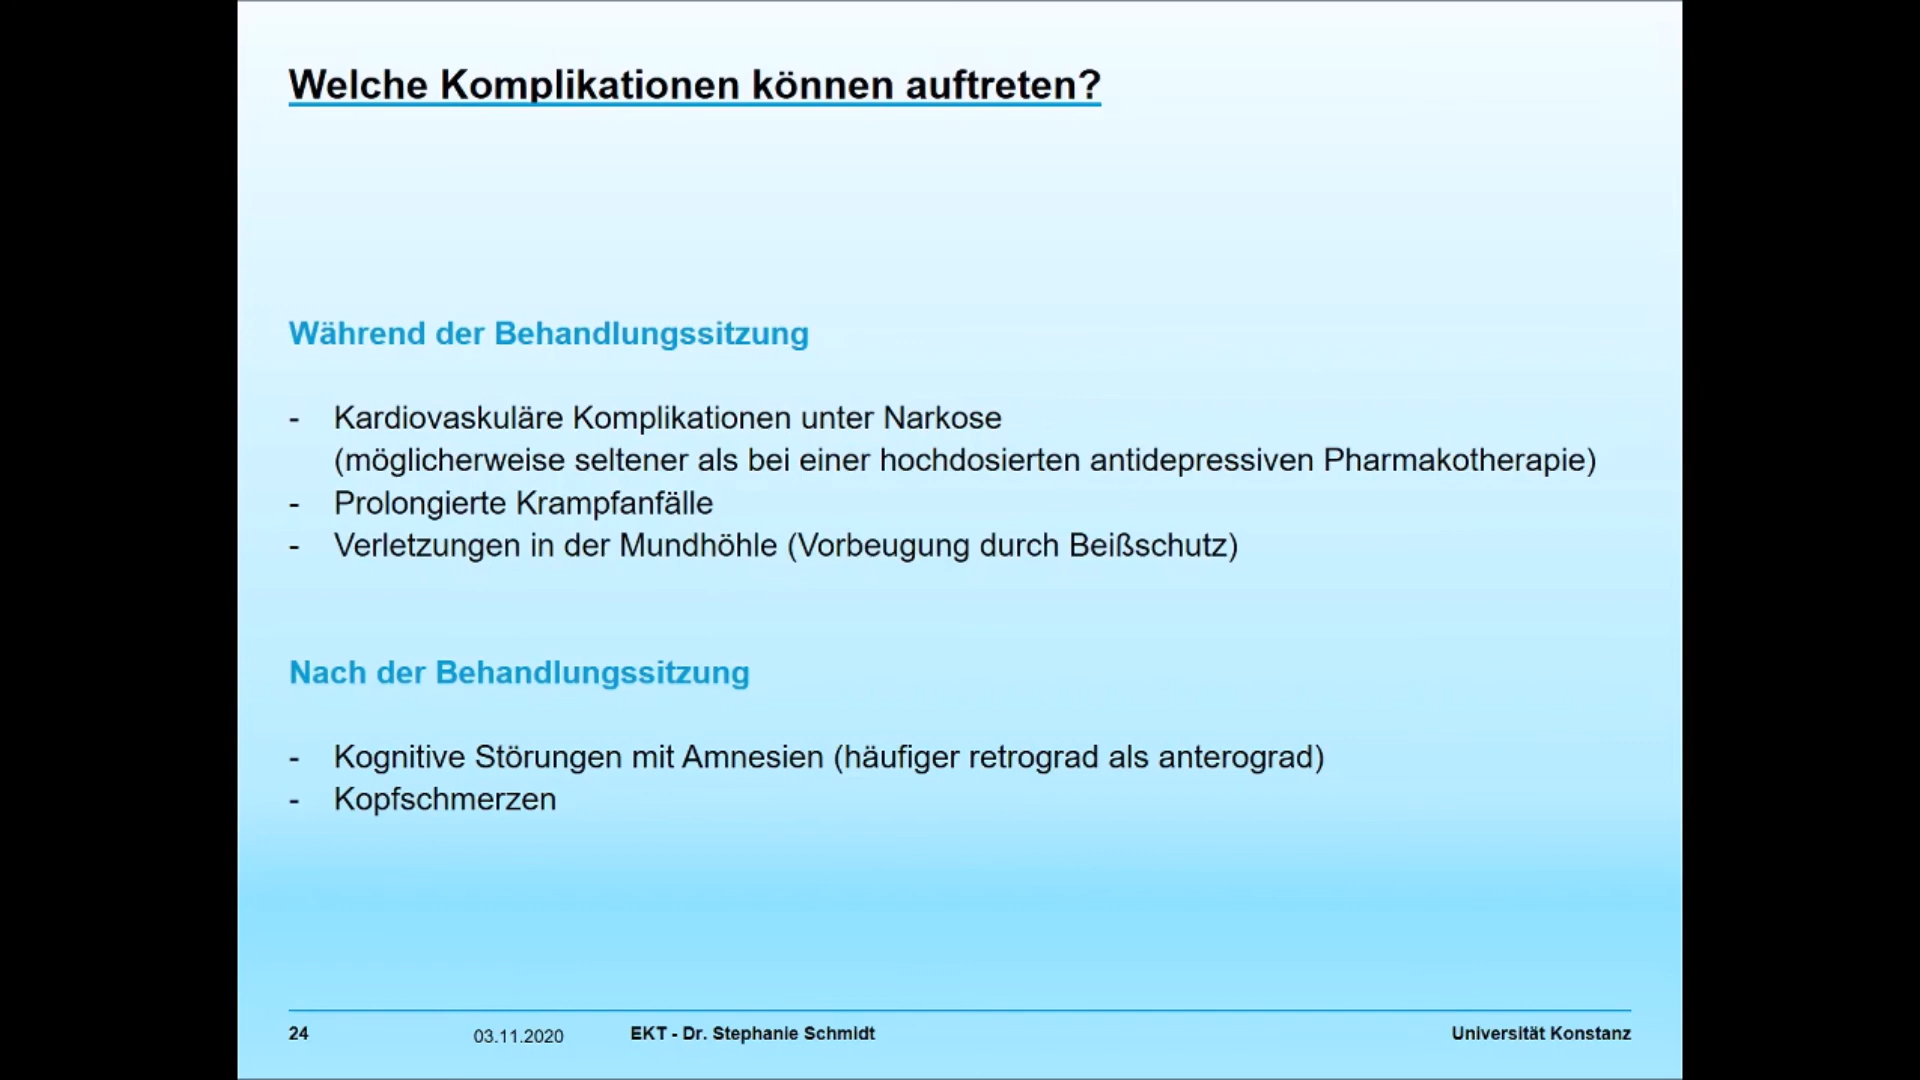 Welche Komplikationen können auftreten?
Während der Behandlungssitzung
- Kardiovaskuläre Komplikationen unter Narkose
(möglicherweise seltener als bei einer hochdosierten antidepressiven Pharmakotherapie)
- Prolongierte Krampfanfälle
- Verletzungen in der Mundhöhle (Vorbeugung durch Beißschutz)
Nach der Behandlungssitzung
- Kognitive Störungen mit Amnesien (häufiger retrograd als anterograd)
- Kopfschmerzen
24 03.11.2020 EKT - Dr. Stephanie Schmidt Universität Konstanz